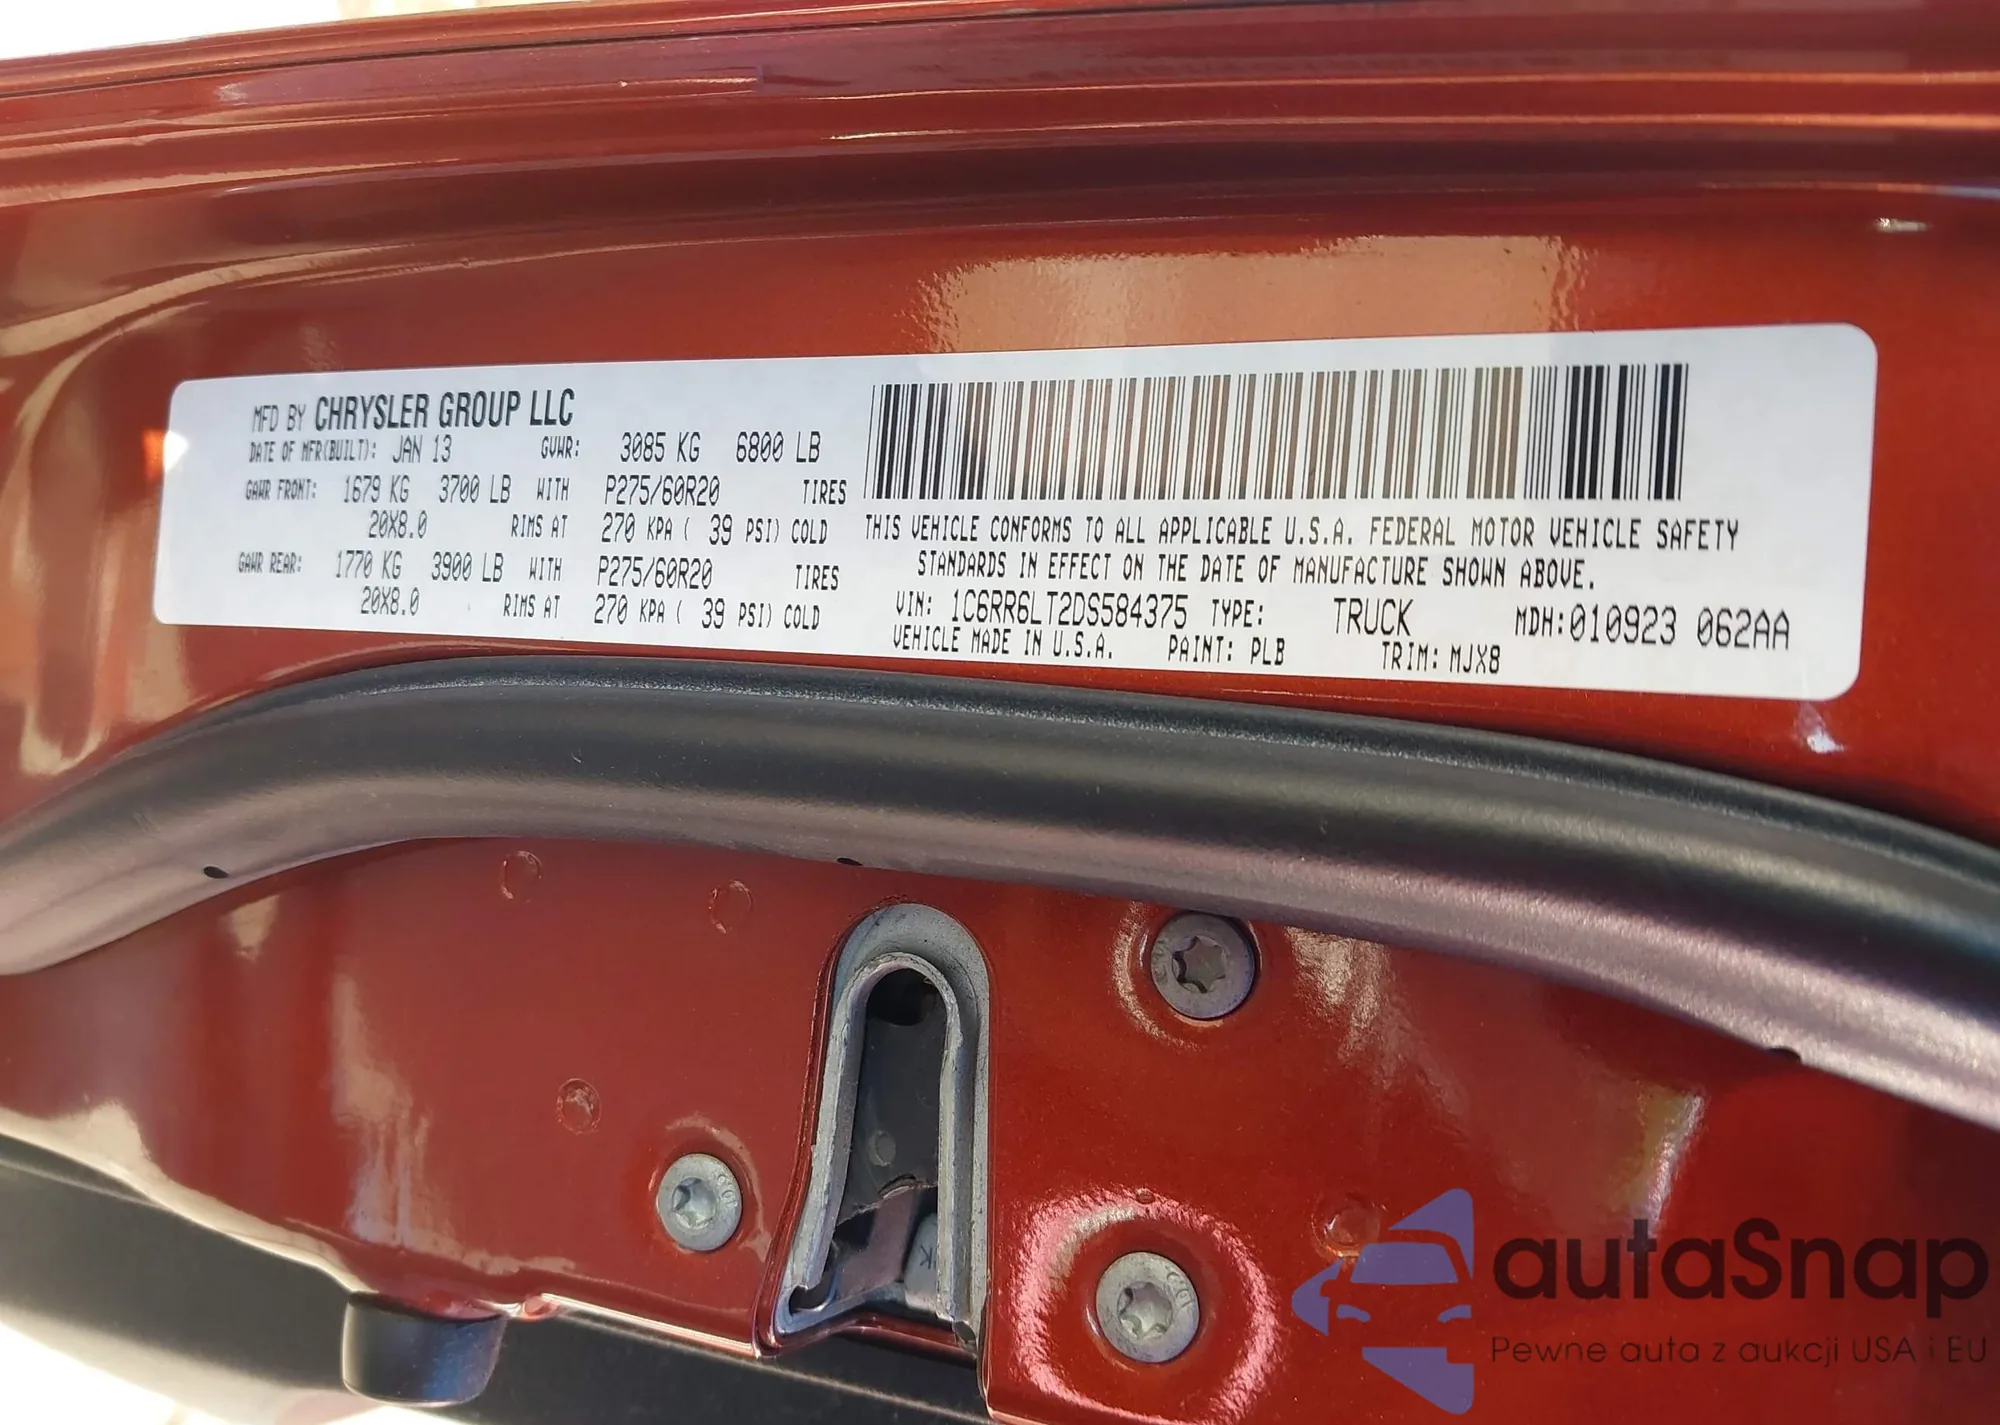 MFD BY CHRYSLER GROUP LLC
DATE OF MFR(BUILT): JAN 13 GVWR: 3085 KG 6800 LB
GAWR FRONT: 1679 KG 3700 LB WITH P275/60R20 TIRES
20X8.0 RIMS AT 270 KPA ( 39 PSI) COLD
GAWR REAR: 1770 KG 3900 LB WITH P275/60R20 TIRES
20X8.0 RIMS AT 270 KPA ( 39 PSI) COLD
THIS VEHICLE CONFORMS TO ALL APPLICABLE U.S.A. FEDERAL MOTOR VEHICLE SAFETY
STANDARDS IN EFFECT ON THE DATE OF MANUFACTURE SHOWN ABOVE.
VIN: 1C6RR6LT2DS584375 TYPE: TRUCK MDH:010923 062AA
VEHICLE MADE IN U.S.A. PAINT: PLB TRIM: MJX8
autaSnap
Pewne auta z aukcji USA i EU